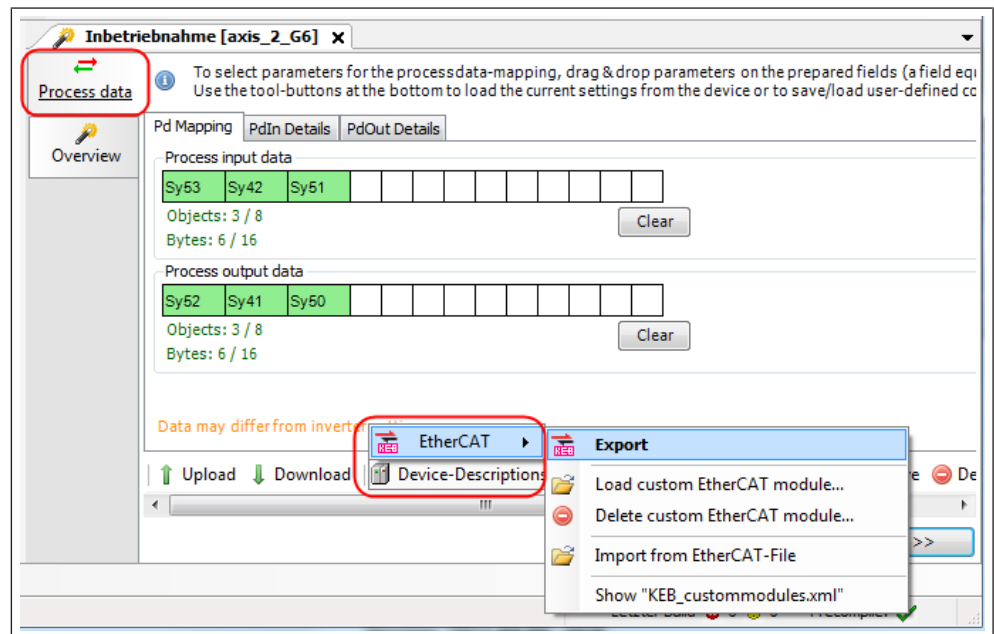 Inbetriebnahme [axis_2_G6] x
Process data
Overview
To select parameters for the processdata-mapping, drag & drop parameters on the prepared fields (a field
Use the tool-buttons at the bottom to load the current settings from the device or to save/load user-defined
Pd Mapping PdIn Details PdOut Details
Process input data
Sy53 Sy42 Sy51
Objects: 3 / 8
Bytes: 6 / 16
Clear
Process output data
Sy52 Sy41 Sy50
Objects: 3 / 8
Bytes: 6 / 16
Clear
Data may differ from
EtherCAT
KEB
Upload Download Device-Descriptions
KEB Export
Load custom EtherCAT module...
Delete custom EtherCAT module...
Import from EtherCAT-File
Show "KEB_custommodules.xml"
>>